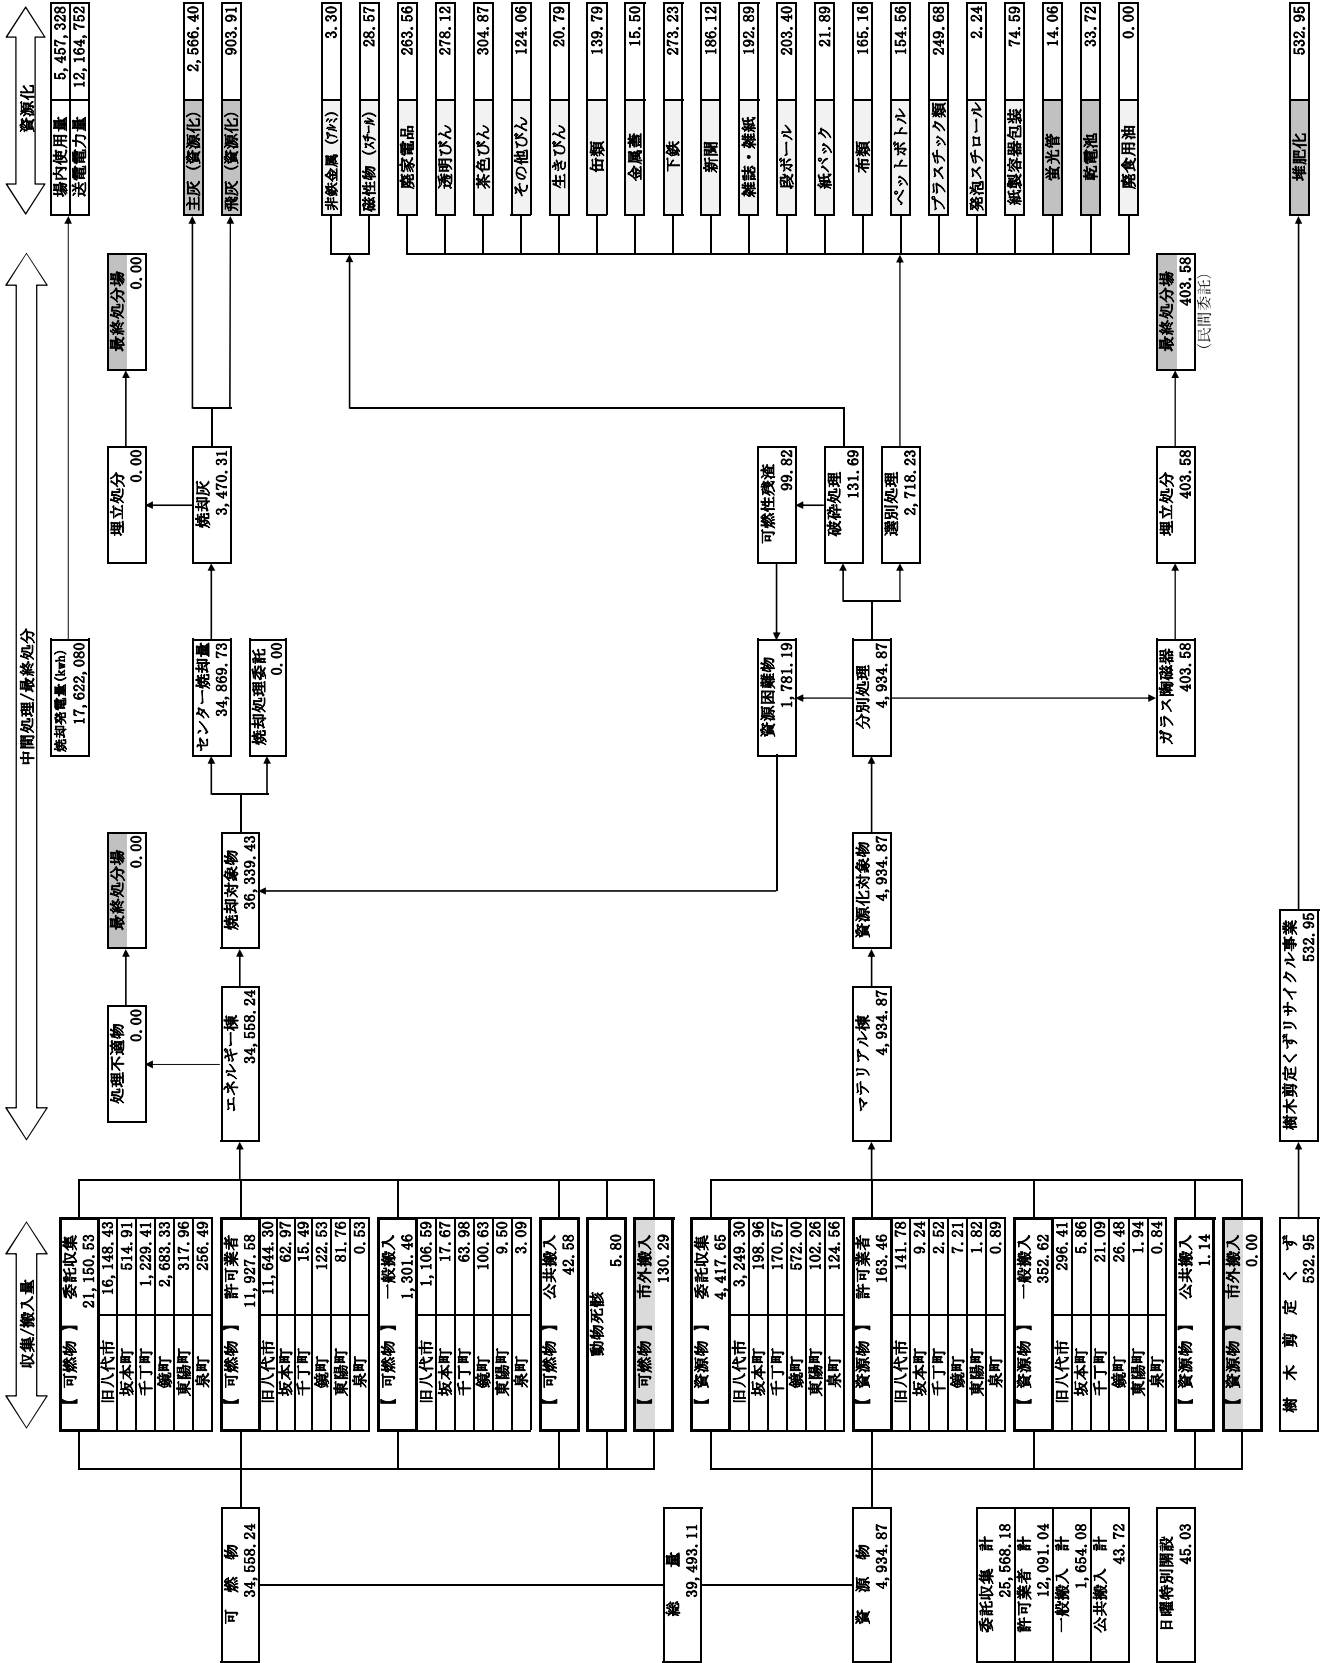 収集/搬入量
中間処理/最終処分
資源化
可 燃 物
34,558.24
総 量
39,493.11
資 源 物
4,934.87
委託収集 計
25,568.18
許可業者 計
12,091.04
一般搬入 計
1,654.08
公共搬入 計
43.72
日曜特別開設
45.03
【 可燃物 】 委託収集
21,150.53
旧八代市 16,148.43
坂本町 514.91
千丁町 1,229.41
鏡町 2,683.33
東陽町 317.96
泉町 256.49
【 可燃物 】 許可業者
11,927.58
旧八代市 11,644.30
坂本町 62.97
千丁町 15.49
鏡町 122.53
東陽町 81.76
泉町 0.53
【 可燃物 】 一般搬入
1,301.46
旧八代市 1,106.59
坂本町 17.67
千丁町 63.98
鏡町 100.63
東陽町 9.50
泉町 3.09
【 可燃物 】 公共搬入
42.58
動物死骸
5.80
【 可燃物 】 市外搬入
130.29
【 資源物 】 委託収集
4,417.65
旧八代市 3,249.30
坂本町 198.96
千丁町 170.57
鏡町 572.00
東陽町 102.26
泉町 124.56
【 資源物 】 許可業者
163.46
旧八代市 141.78
坂本町 9.24
千丁町 2.52
鏡町 7.21
東陽町 1.82
泉町 0.89
【 資源物 】 一般搬入
352.62
旧八代市 296.41
坂本町 5.86
千丁町 21.09
鏡町 26.48
東陽町 1.94
泉町 0.84
【 資源物 】 公共搬入
1.14
【 資源物 】 市外搬入
0.00
樹 木 剪 定 く ず
532.95
処理不適物
0.00
最終処分場
0.00
エネルギー棟
34,558.24
焼却対象物
36,339.43
マテリアル棟
4,934.87
資源化対象物
4,934.87
樹木剪定くずリサイクル事業
532.95
焼却発電量(kwh)
17,622,080
センター焼却量
34,869.73
焼却処理委託
0.00
資源困難物
1,781.19
分別処理
4,934.87
ガラス陶磁器
403.58
埋立処分
0.00
焼却灰
3,470.31
可燃性残渣
99.82
破砕処理
131.69
選別処理
2,718.23
埋立処分
403.58
最終処分場
0.00
最終処分場
403.58
(民間委託)
場内使用量 5,457,328
送電電力量 12,164,752
主灰 (資源化) 2,566.40
飛灰 (資源化) 903.91
非鉄金属 (アルミ) 3.30
磁性物 (スチール) 28.57
廃家電品 263.56
透明びん 278.12
茶色びん 304.87
その他びん 124.06
生きびん 20.79
缶類 139.79
金属蓋 15.50
下鉄 273.23
新聞 186.12
雑誌・雑紙 192.89
段ボール 203.40
紙パック 21.89
布類 165.16
ペットボトル 154.56
プラスチック類 249.68
発泡スチロール 2.24
紙製容器包装 74.59
蛍光管 14.06
乾電池 33.72
廃食用油 0.00
堆肥化 532.95